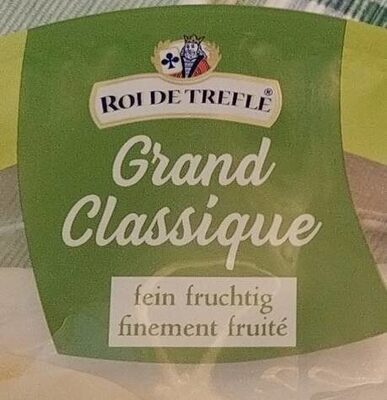 ROI DE TREFLE®
Grand
Classique
fein fruchtig
finement fruité